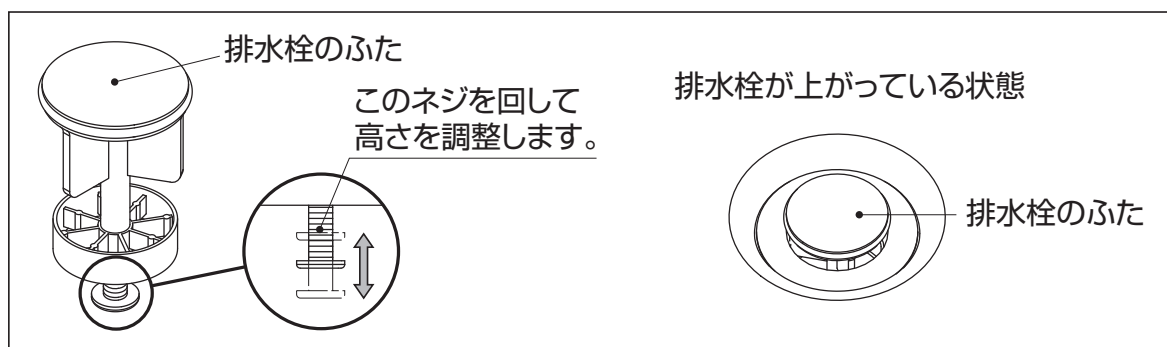 排水栓のふた
このネジを回して
高さを調整します。
排水栓が上がっている状態
排水栓のふた